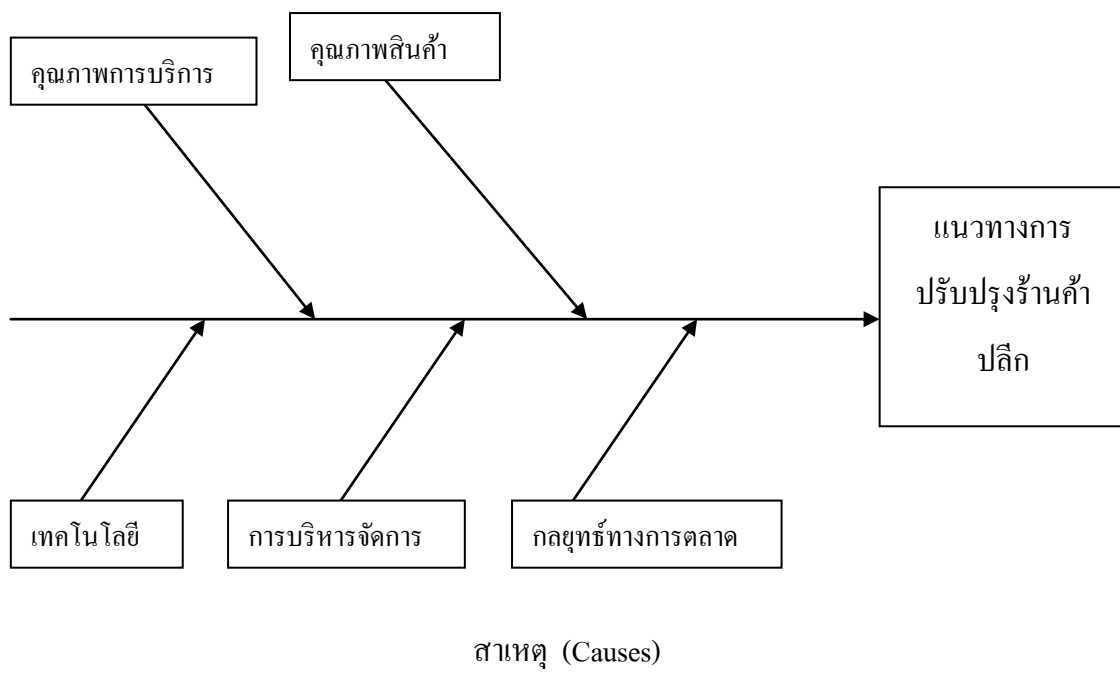 คุณภาพการบริการ
คุณภาพสินค้า
แนวทางการ
ปรับปรุงร้านค้า
ปลีก
เทคโนโลยี
การบริหารจัดการ
กลยุทธ์ทางการตลาด
สาเหตุ (Causes)